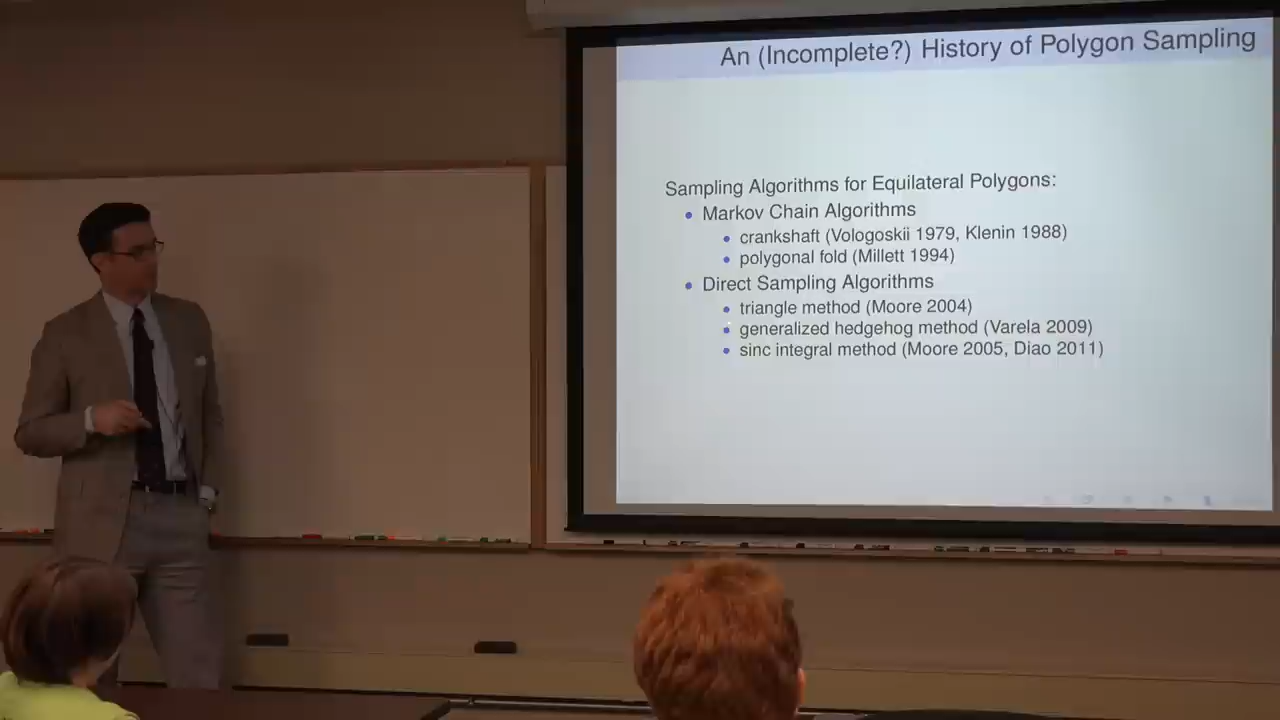 An (Incomplete?) History of Polygon Sampling
Sampling Algorithms for Equilateral Polygons:
• Markov Chain Algorithms
• crankshaft (Vologoskii 1979, Klenin 1988)
• polygonal fold (Millett 1994)
• Direct Sampling Algorithms
• triangle method (Moore 2004)
• generalized hedgehog method (Varela 2009)
• sinc integral method (Moore 2005, Diao 2011)